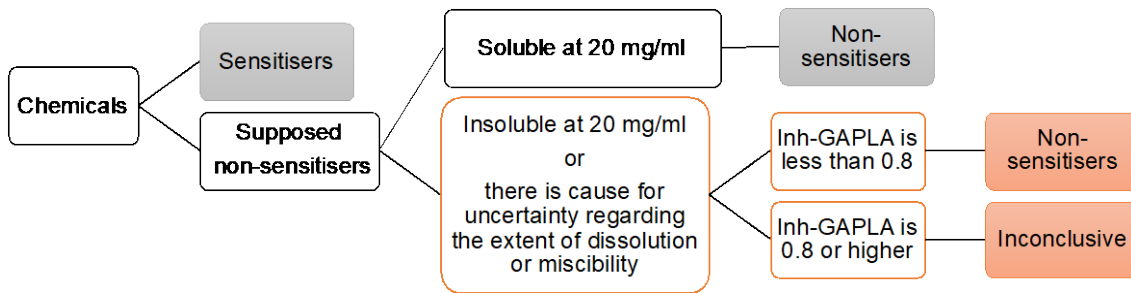 Chemicals
Sensitisers
Supposed
non-sensitisers
Soluble at 20 mg/ml
Non-
sensitisers
Insoluble at 20 mg/ml
or
there is cause for
uncertainty regarding
the extent of dissolution
or miscibility
Inh-GAPLA is
less than 0.8
Non-
sensitisers
Inh-GAPLA is
0.8 or higher
Inconclusive